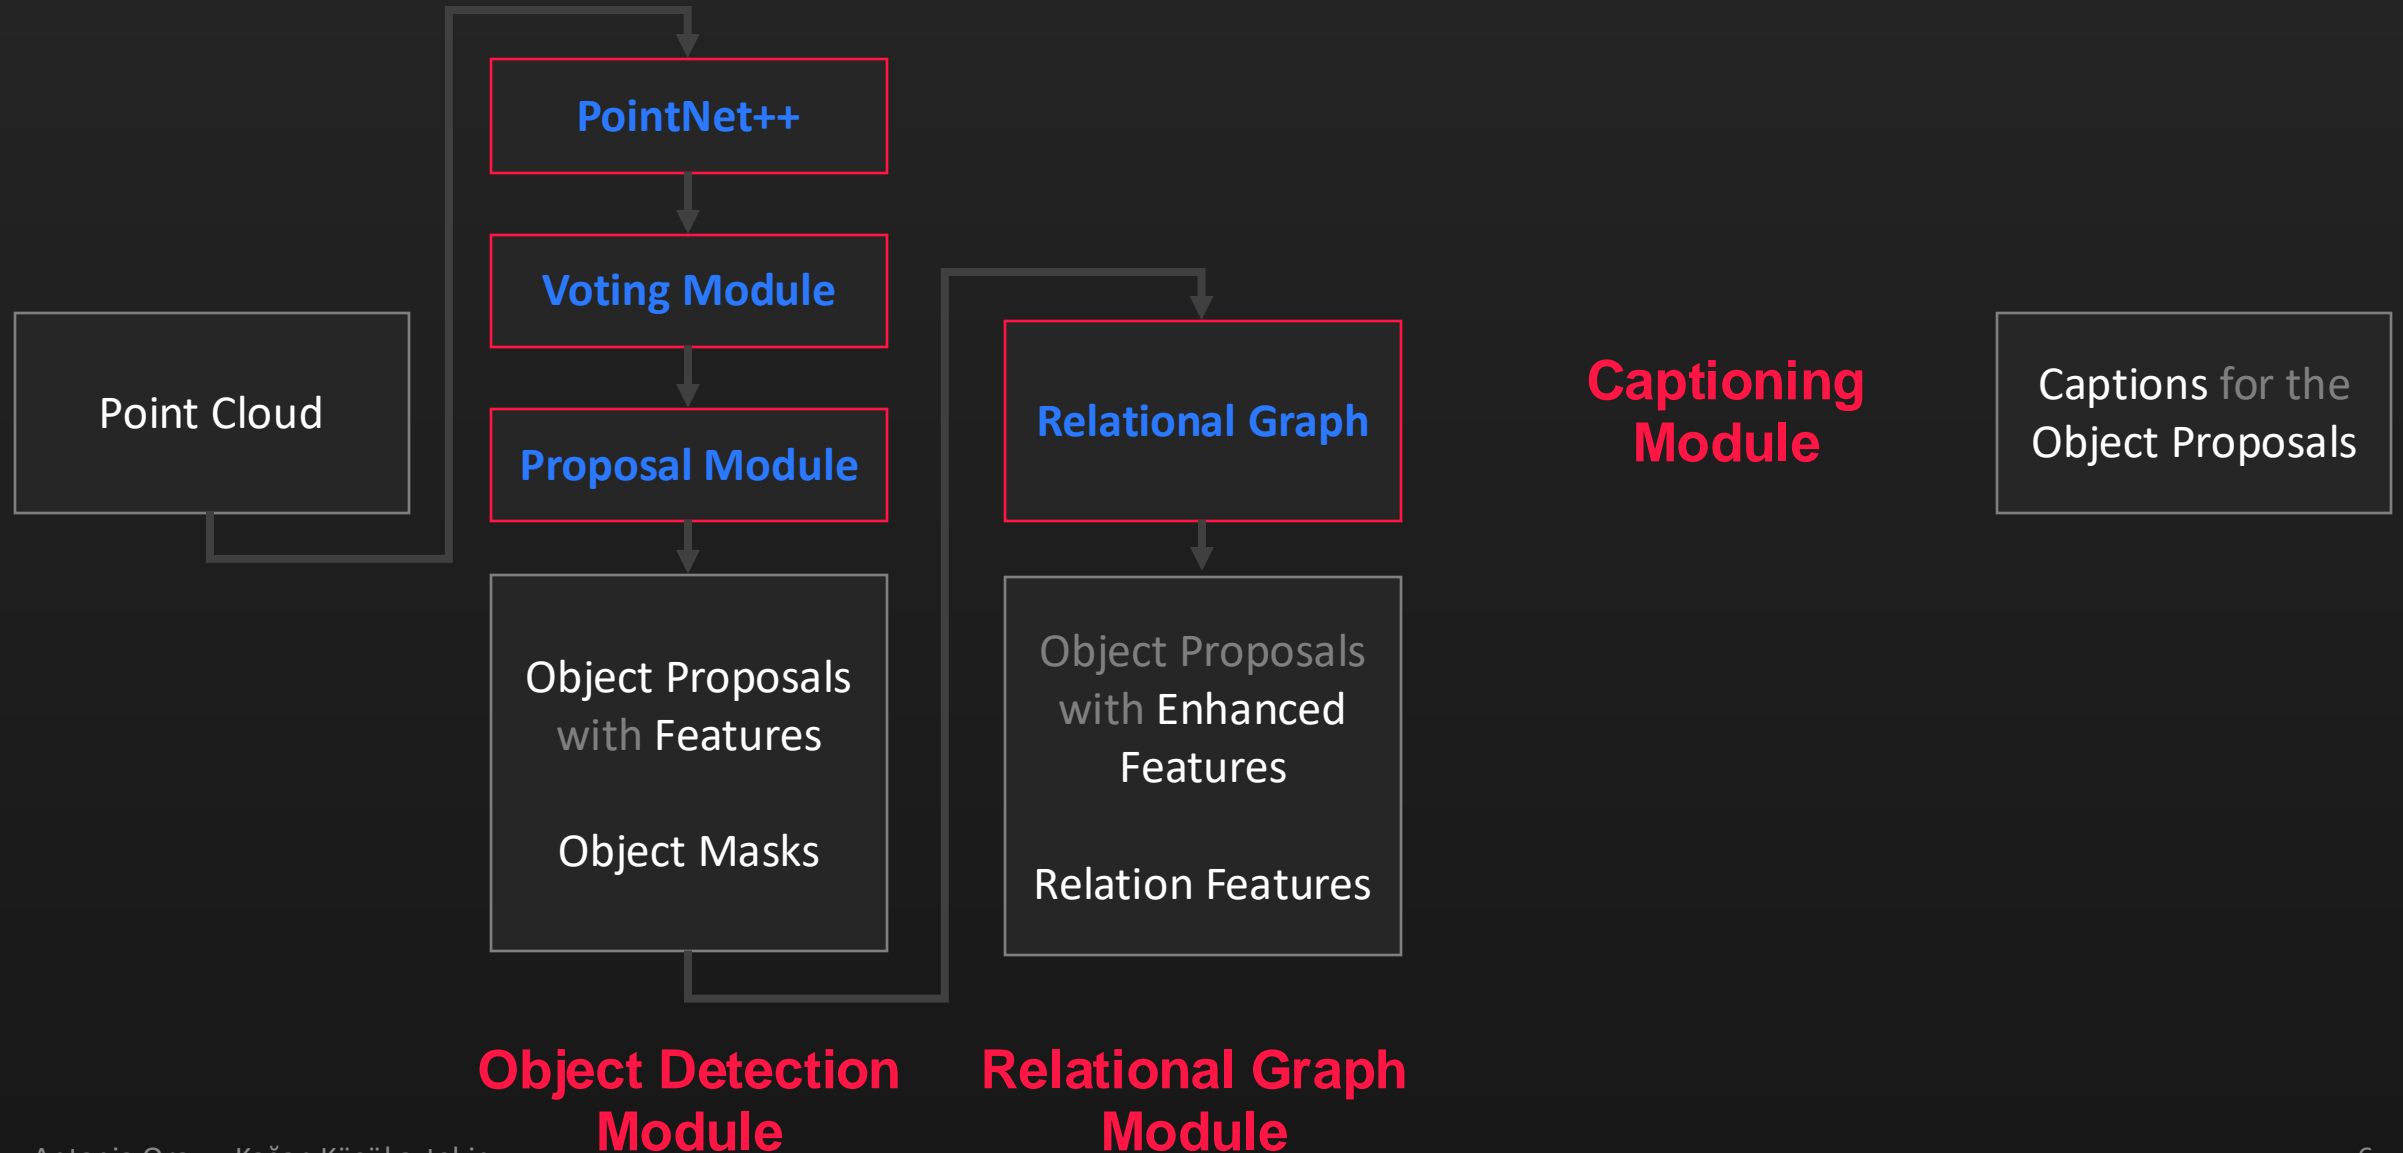 PointNet++
Voting Module
Proposal Module
Point Cloud
Object Proposals
with Features
Object Masks
Object Detection
Module
Relational Graph
Object Proposals
with Enhanced
Features
Relation Features
Relational Graph
Module
Captioning
Module
Captions for the
Object Proposals